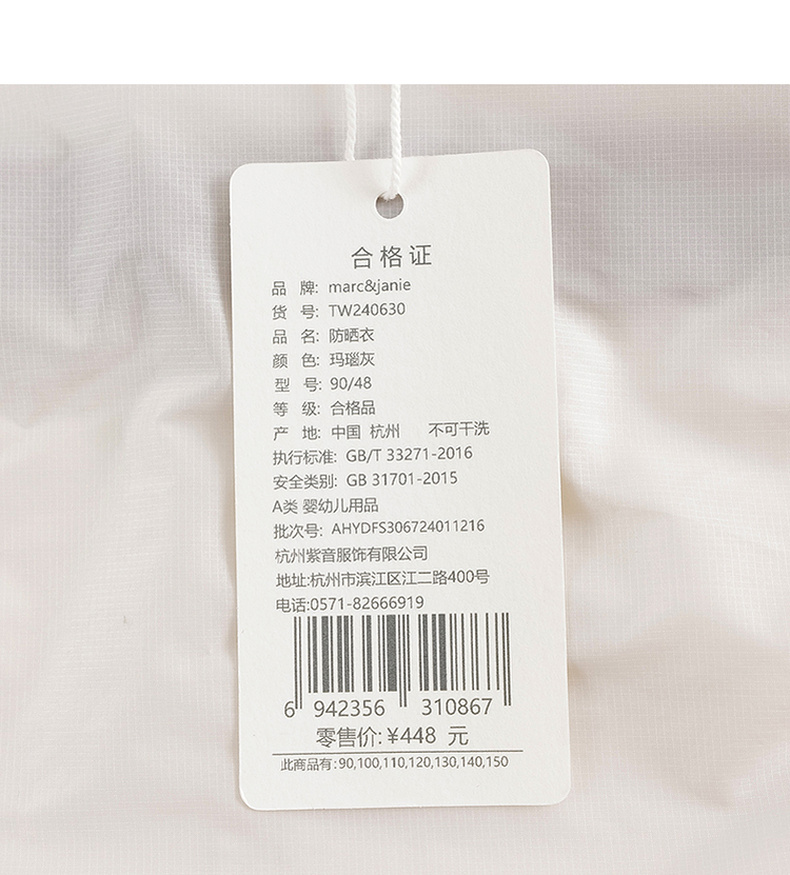 合格证
品 牌: marc&janie
货 号: TW240630
品 名: 防晒衣
颜 色: 玛瑙灰
型 号: 90/48
等 级: 合格品
产 地: 中国 杭州 不可干洗
执行标准: GB/T 33271-2016
安全类别: GB 31701-2015
A类 婴幼儿用品
批次号: AHYDFS306724011216
杭州紫音服饰有限公司
地址:杭州市滨江区江二路400号
电话:0571-82666919
6 942356 310867
零售价:¥448 元
此商品有:90,100,110,120,130,140,150